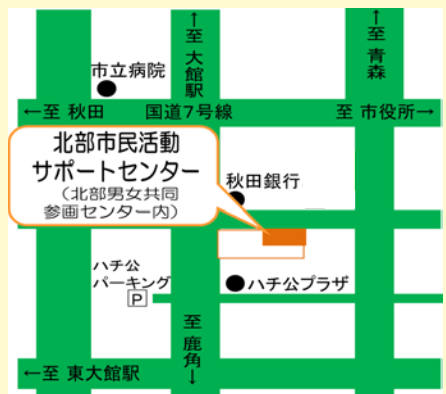 ↑至大館駅
↑至青森
市立病院
←至 秋田
国道7号線
至 市役所→
北部市民活動
サポートセンター
(北部男女共同
参画センター内)
秋田銀行
ハチ公
パーキング
P
ハチ公プラザ
至鹿角↓
←至 東大館駅